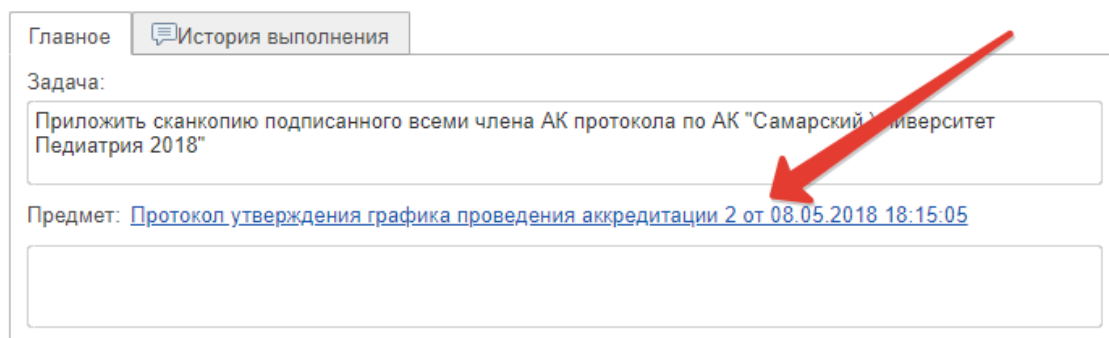 Главное
История выполнения
Задача:
Приложить сканкопию подписанного всеми члена АК протокола по АК "Самарский Университет
Педиатрия 2018"
Предмет: Протокол утверждения графика проведения аккредитации 2 от 08.05.2018 18:15:05